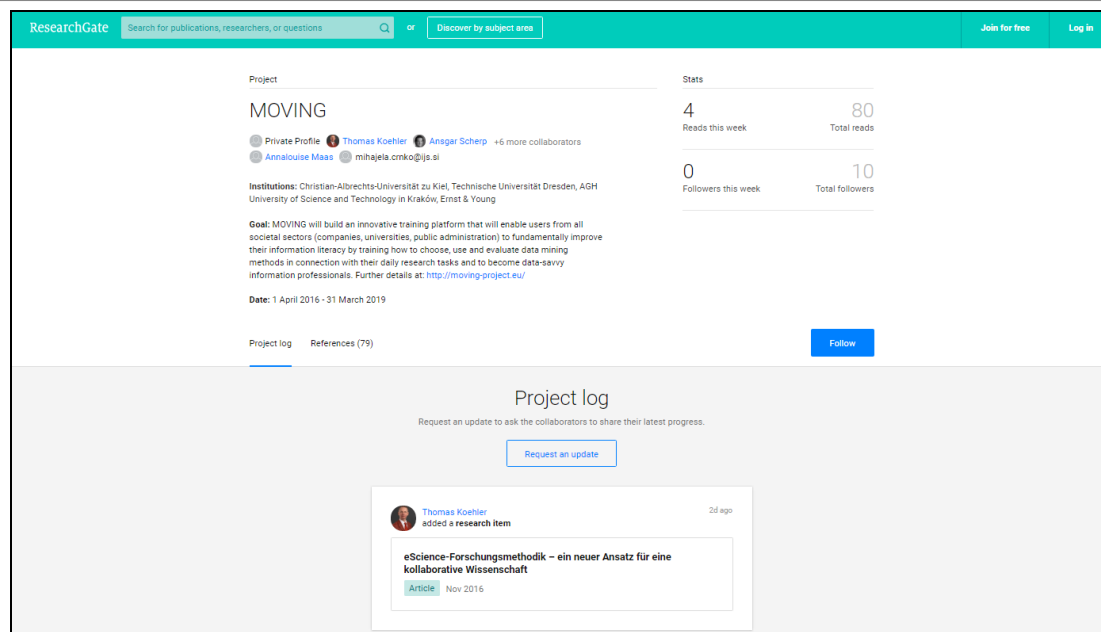 ResearchGate Search for publications, researchers, or questions or Discover by subject area Join for free Log in
Project
MOVING
Private Profile Thomas Koehler Ansgar Scherp +6 more collaborators
Annalouise Maas mihajela.crnko@ijs.si
Institutions: Christian-Albrechts-Universität zu Kiel, Technische Universität Dresden, AGH
University of Science and Technology in Kraków, Ernst & Young
Goal: MOVING will build an innovative training platform that will enable users from all
societal sectors (companies, universities, public administration) to fundamentally improve
their information literacy by training how to choose, use and evaluate data mining
methods in connection with their daily research tasks and to become data-savvy
information professionals. Further details at: http://moving-project.eu/
Date: 1 April 2016 - 31 March 2019
Stats
4 80
Reads this week Total reads
0 10
Followers this week Total followers
Project log References (79) Follow
Project log
Request an update to ask the collaborators to share their latest progress.
Request an update
Thomas Koehler 2d ago
added a research item
eScience-Forschungsmethodik – ein neuer Ansatz für eine
kollaborative Wissenschaft
Article Nov 2016